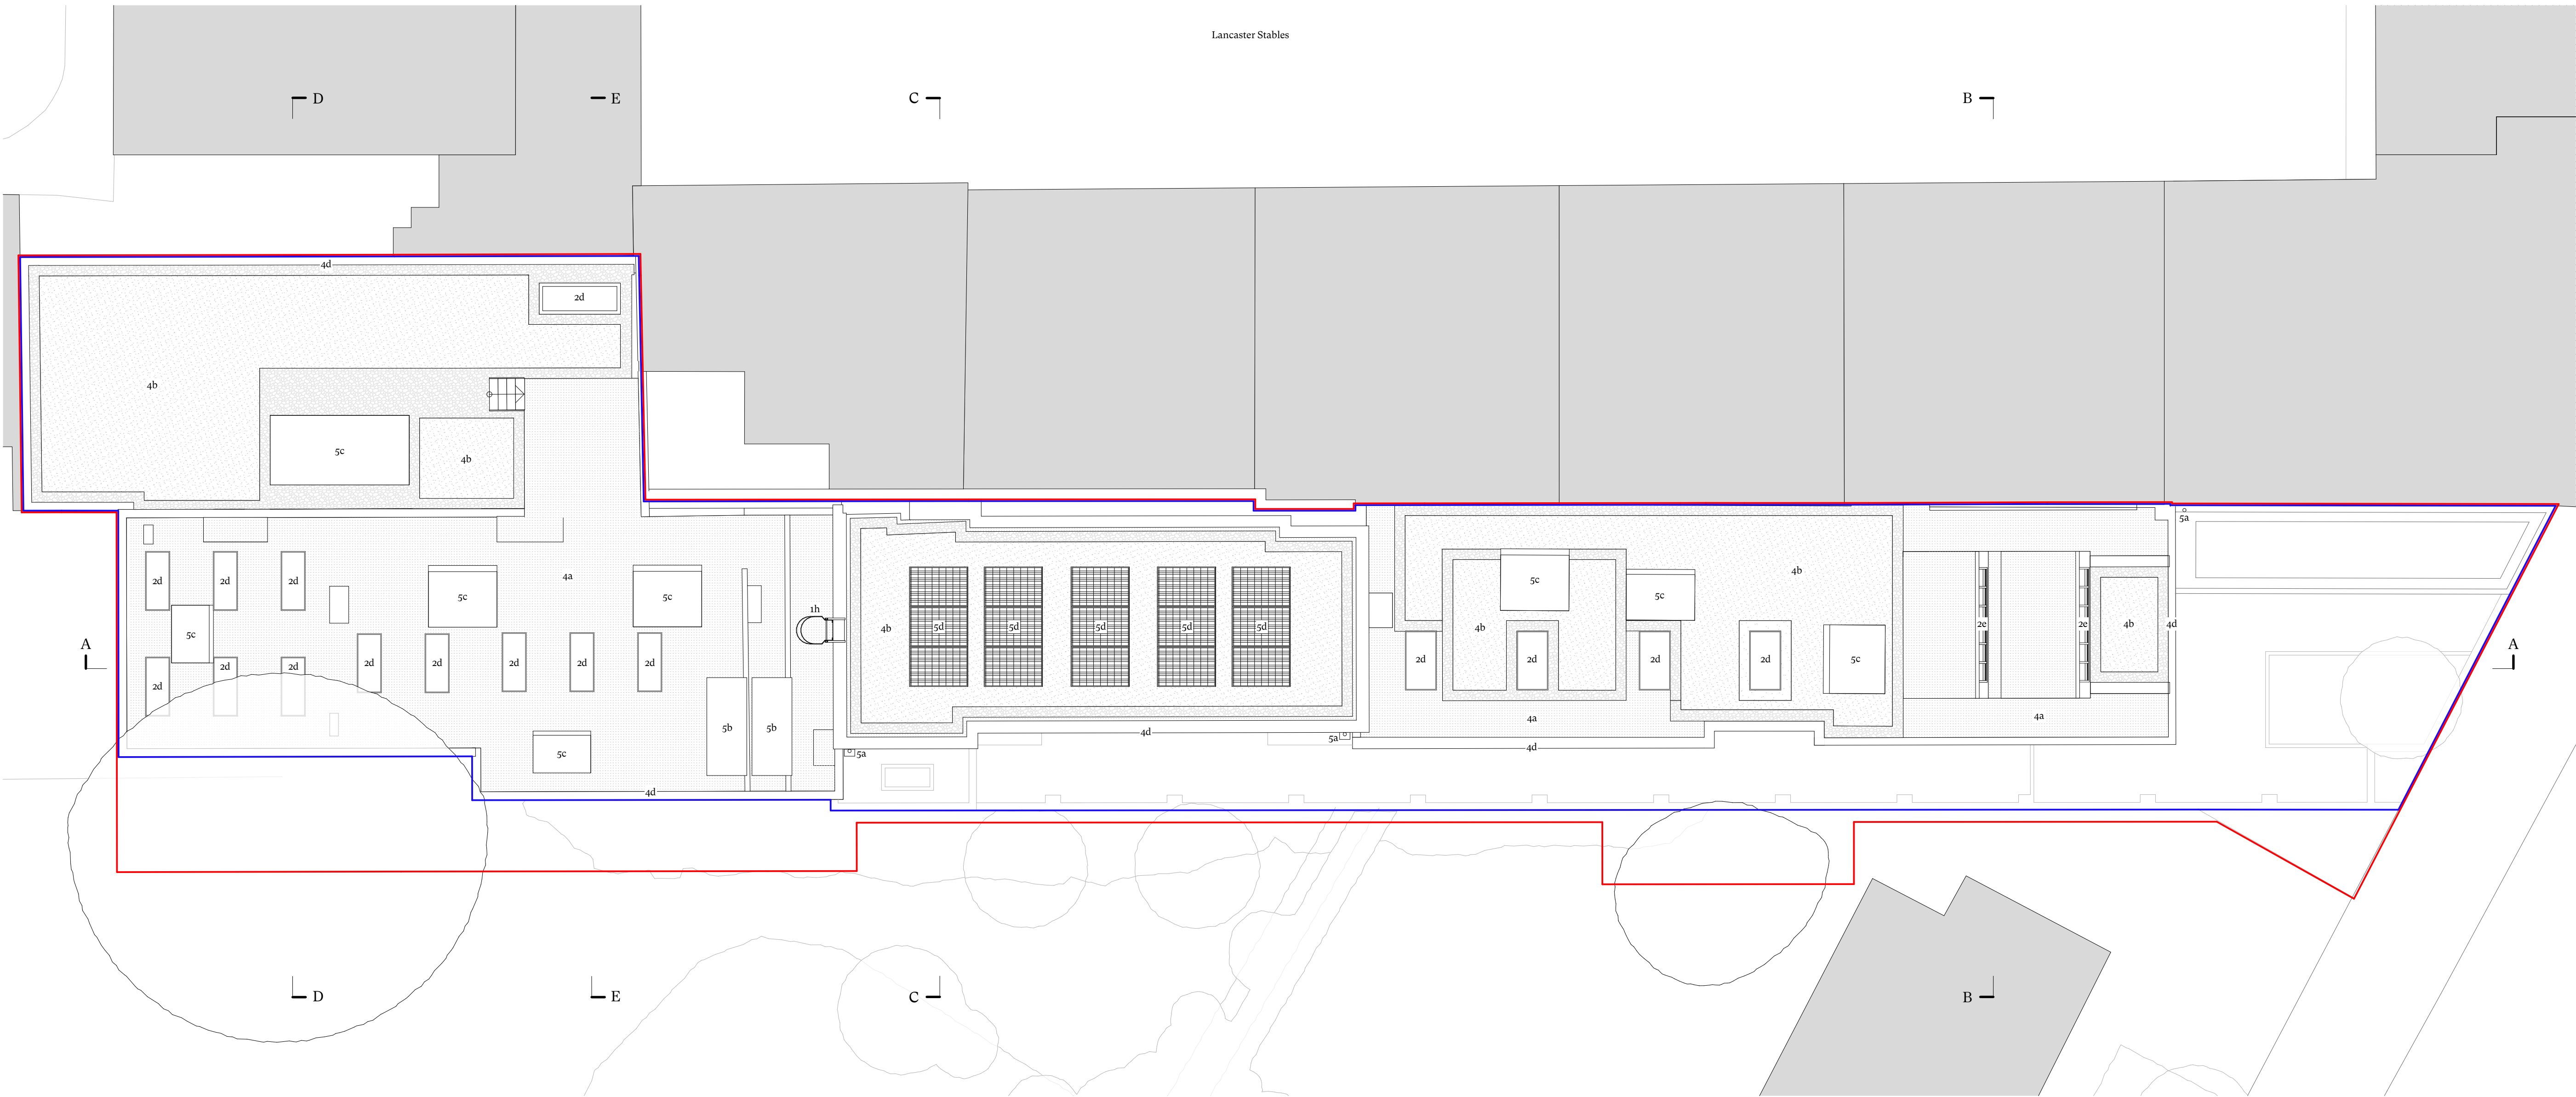 Lancaster Stables
D E C B
4d
2d
4b
5c 4b
5a
2d 2d 2d 4a 5c 5c 5c 4b
5c 1h 4b 5d 5d 5d 5d 5d 4b 5c 2e 2e 4b 4d
A 2d 2d 2d 2d 2d 2d 2d 2d 2d 2d 2d 2d 5c A
2d
5b 5b 4a 4a
4d 5a
5c 5a 4d
4d
D E C B